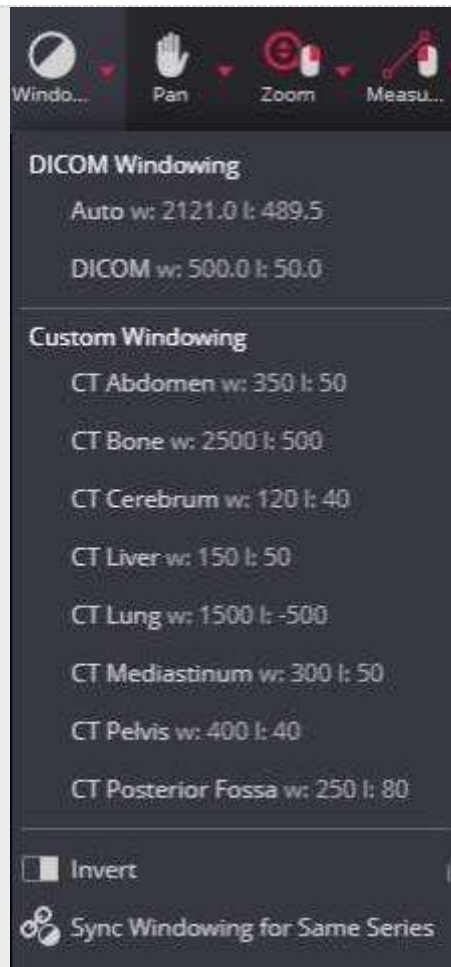 Windo...
Pan
Zoom
Measu...
DICOM Windowing
Auto w: 2121.0 l: 489.5
DICOM w: 500.0 l: 50.0
Custom Windowing
CT Abdomen w: 350 l: 50
CT Bone w: 2500 l: 500
CT Cerebrum w: 120 l: 40
CT Liver w: 150 l: 50
CT Lung w: 1500 l: -500
CT Mediastinum w: 300 l: 50
CT Pelvis w: 400 l: 40
CT Posterior Fossa w: 250 l: 80
Invert
Sync Windowing for Same Series